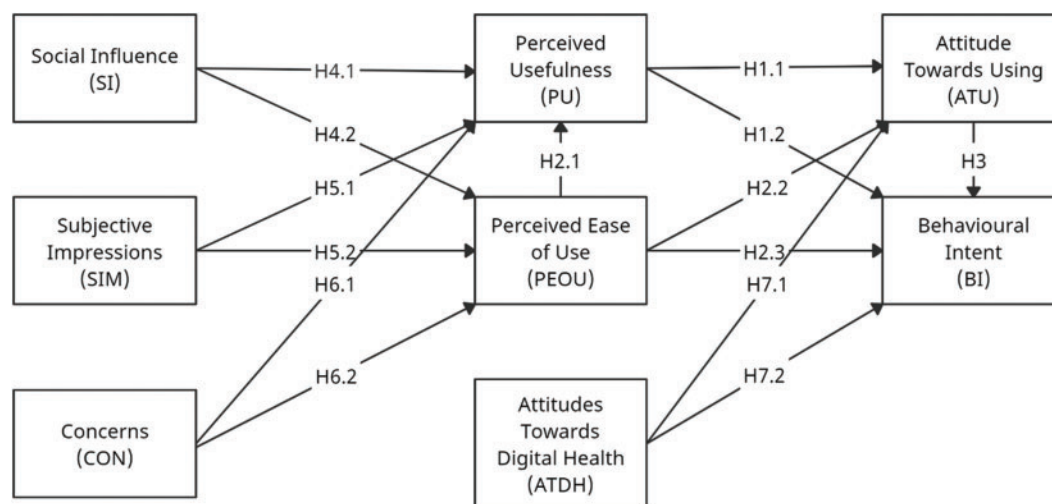 Social Influence
(SI)
H4.1
Perceived
Usefulness
(PU)
H1.1
Attitude
Towards Using
(ATU)
H4.2
H1.2
H5.1
H2.1
H2.2
H3
Subjective
Impressions
(SIM)
H5.2
H6.1
Perceived Ease
of Use
(PEOU)
H2.3
H7.1
Behavioural
Intent
(BI)
H6.2
H7.2
Concerns
(CON)
Attitudes
Towards
Digital Health
(ATDH)